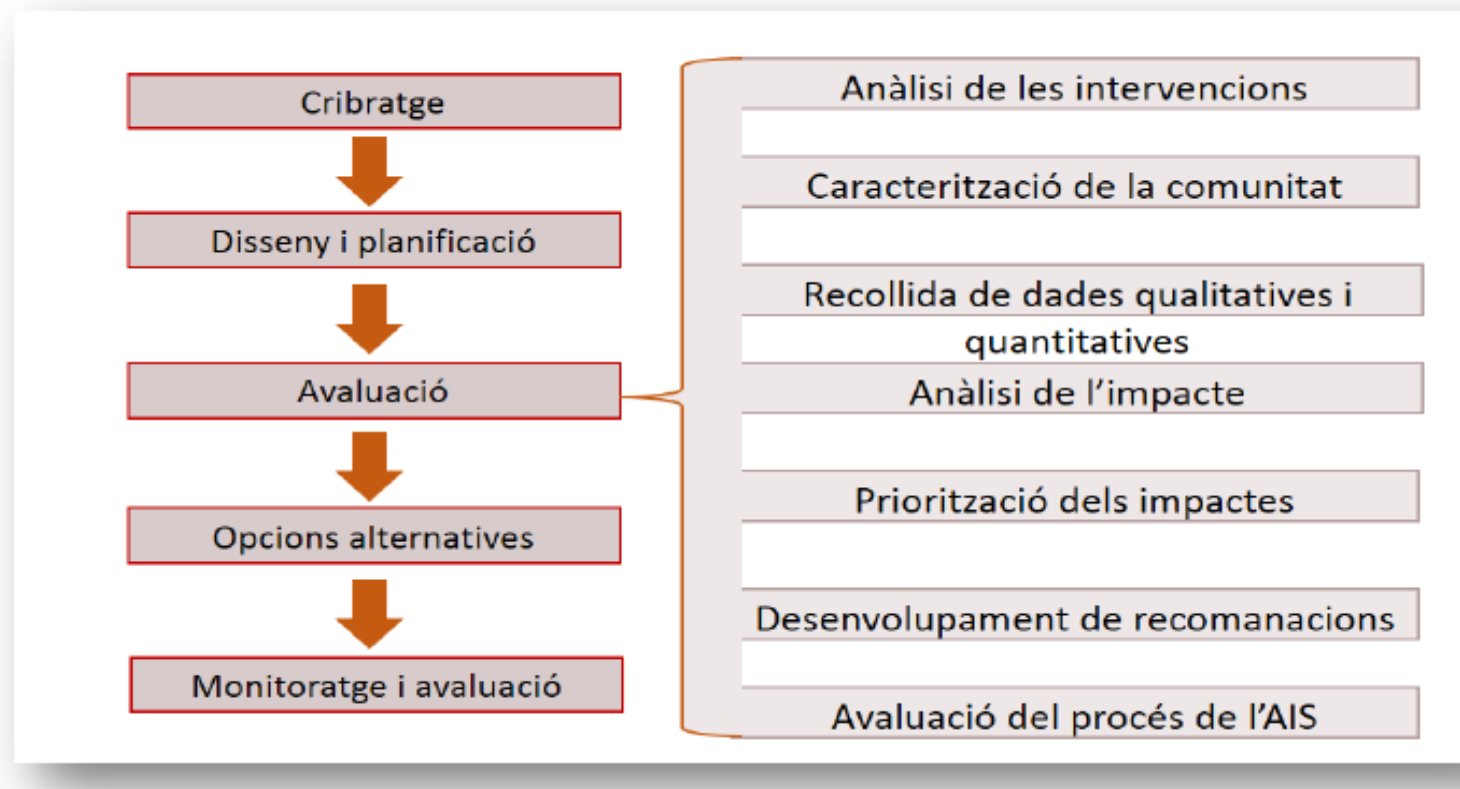 Cribratge
Disseny i planificació
Avaluació
Opcions alternatives
Monitoratge i avaluació
Anàlisi de les intervencions
Caracterització de la comunitat
Recollida de dades qualitatives i
quantitatives
Anàlisi de l'impacte
Priorització dels impactes
Desenvolupament de recomanacions
Avaluació del procés de l'AIS